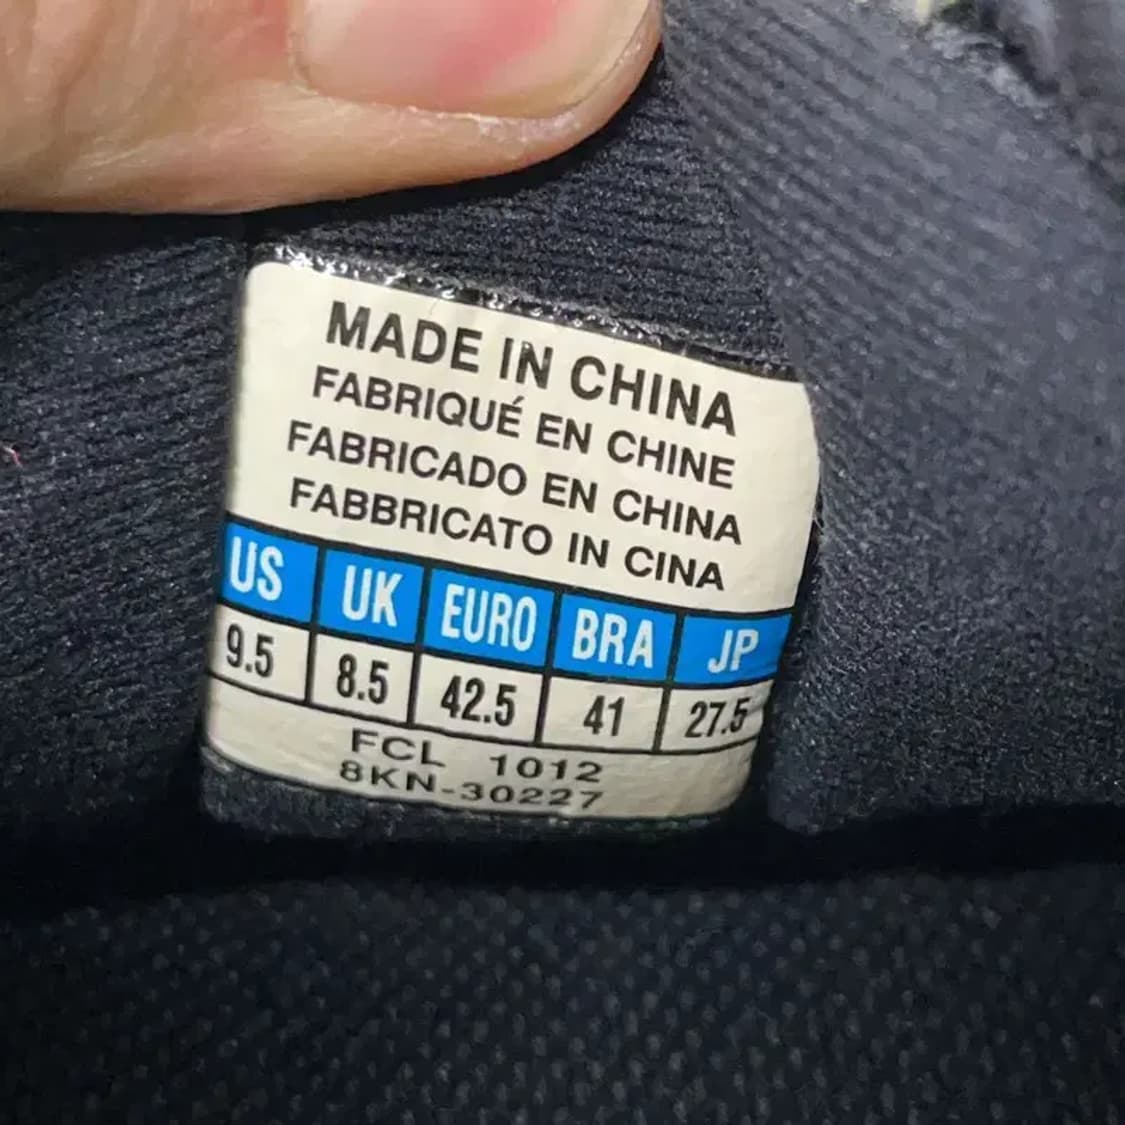 MADE IN CHINA
FABRIQUÉ EN CHINE
FABRICADO EN CHINA
FABBRICATO IN CINA
US UK EURO BRA JP
9.5 8.5 42.5 41 27.5
FCL 1012
8KN-30227